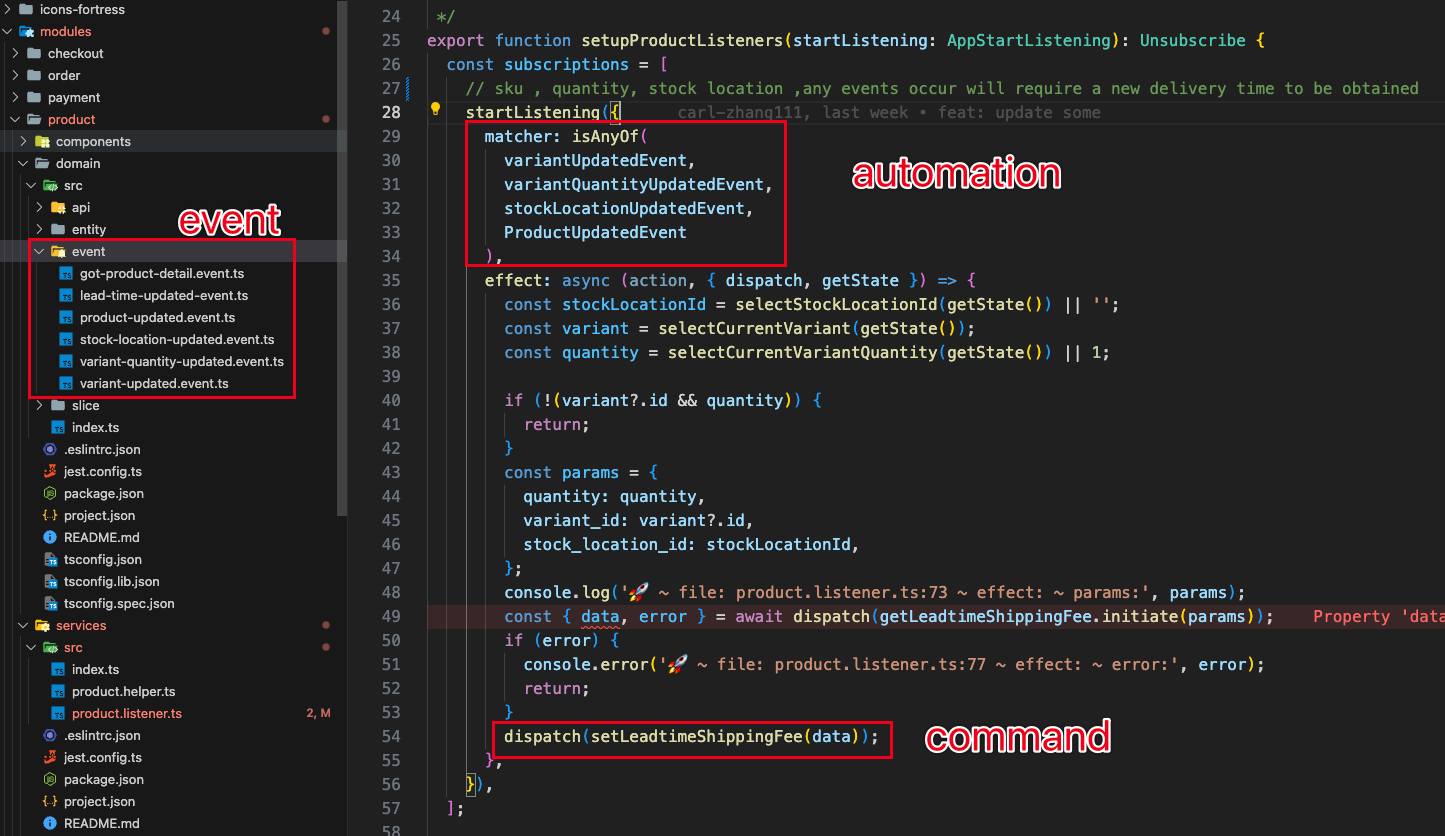 icons-fortress
modules
checkout
order
payment
product
components
domain
src
api
entity
event
event
got-product-detail.event.ts
lead-time-updated-event.ts
product-updated.event.ts
stock-location-updated.event.ts
variant-quantity-updated.event.ts
variant-updated.event.ts
slice
index.ts
.eslintrc.json
jest.config.ts
package.json
project.json
README.md
tsconfig.json
tsconfig.lib.json
tsconfig.spec.json
services
src
index.ts
product.helper.ts
product.listener.ts 2, M
.eslintrc.json
jest.config.ts
package.json
project.json
README.md
24 */
25 export function setupProductListeners(startListening: AppStartListening): Unsubscribe {
26 const subscriptions = [
27 // sku , quantity, stock location ,any events occur will require a new delivery time to be obtained
28 startListening({ carl-zhang111, last week • feat: update some
29 matcher: isAnyOf(
30 variantUpdatedEvent,
31 variantQuantityUpdatedEvent,
32 stockLocationUpdatedEvent,
33 ProductUpdatedEvent
34 ),
automation
35 effect: async (action, { dispatch, getState }) => {
36 const stockLocationId = selectStockLocationId(getState()) || '';
37 const variant = selectCurrentVariant(getState());
38 const quantity = selectCurrentVariantQuantity(getState()) || 1;
39
40 if (!(variant?.id && quantity)) {
41 return;
42 }
43 const params = {
44 quantity: quantity,
45 variant_id: variant?.id,
46 stock_location_id: stockLocationId,
47 };
48 console.log('🚀 ~ file: product.listener.ts:73 ~ effect: ~ params:', params);
49 const { data, error } = await dispatch(getLeadtimeShippingFee.initiate(params)); Property 'data
50 if (error) {
51 console.error('🚀 ~ file: product.listener.ts:77 ~ effect: ~ error:', error);
52 return;
53 }
54 dispatch(setLeadtimeShippingFee(data));
command
55 },
56 }),
57 ];
58